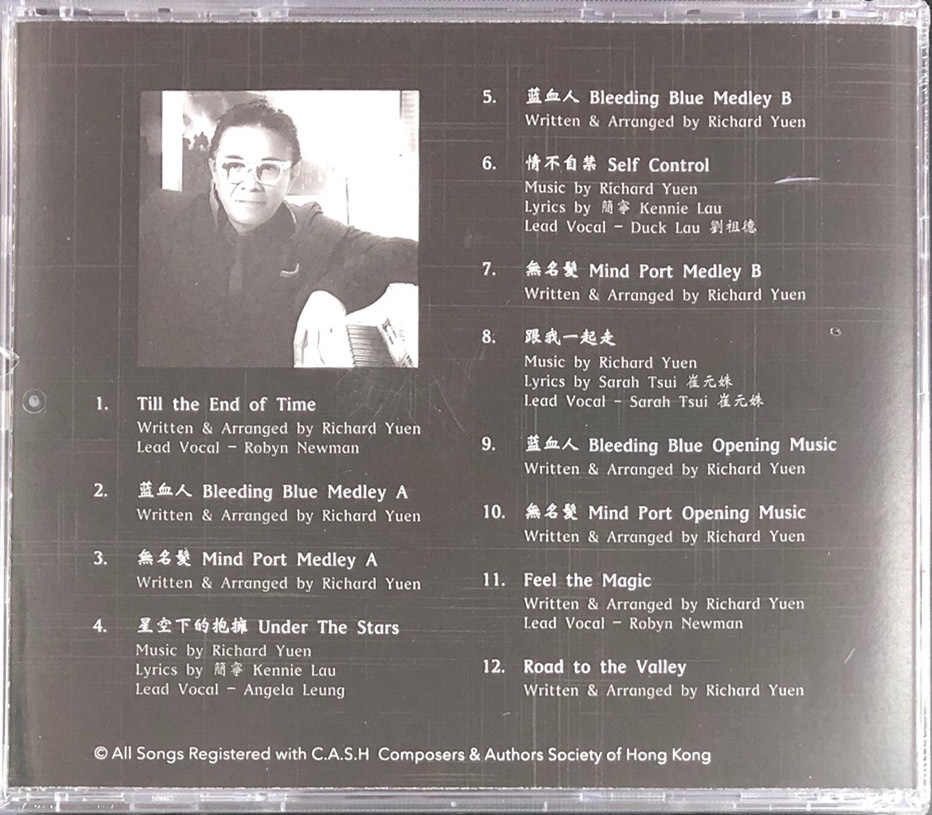 1. Till the End of Time
Written & Arranged by Richard Yuen
Lead Vocal – Robyn Newman
2. 蓝血人 Bleeding Blue Medley A
Written & Arranged by Richard Yuen
3. 無名髮 Mind Port Medley A
Written & Arranged by Richard Yuen
4. 星空下的抱擁 Under The Stars
Music by Richard Yuen
Lyrics by 簡寧 Kennie Lau
Lead Vocal – Angela Leung
5. 蓝血人 Bleeding Blue Medley B
Written & Arranged by Richard Yuen
6. 情不自禁 Self Control
Music by Richard Yuen
Lyrics by 簡寧 Kennie Lau
Lead Vocal – Duck Lau 劉祖德
7. 無名髮 Mind Port Medley B
Written & Arranged by Richard Yuen
8. 跟我一起走
Music by Richard Yuen
Lyrics by Sarah Tsui 崔元姝
Lead Vocal – Sarah Tsui 崔元姝
9. 蓝血人 Bleeding Blue Opening Music
Written & Arranged by Richard Yuen
10. 無名髮 Mind Port Opening Music
Written & Arranged by Richard Yuen
11. Feel the Magic
Written & Arranged by Richard Yuen
Lead Vocal – Robyn Newman
12. Road to the Valley
Written & Arranged by Richard Yuen
© All Songs Registered with C.A.S.H Composers & Authors Society of Hong Kong